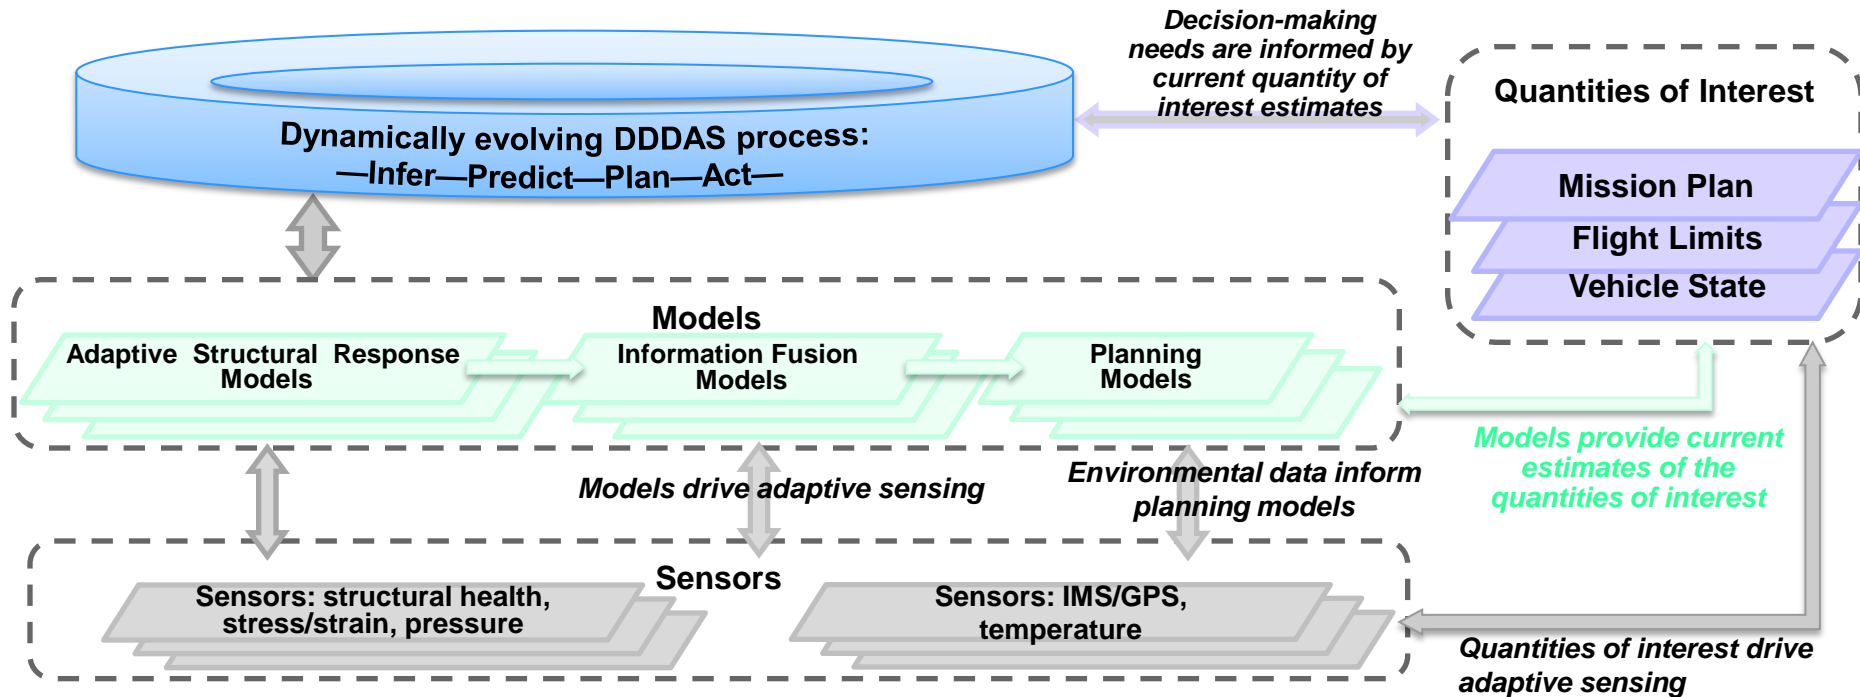 Decision-making
needs are informed by
current quantity of
interest estimates
Quantities of Interest
Dynamically evolving DDDAS process:
—Infer—Predict—Plan—Act—
Mission Plan
Flight Limits
Vehicle State
Models
Adaptive Structural Response
Models
Information Fusion
Models
Planning
Models
Models provide current
estimates of the
quantities of interest
Models drive adaptive sensing
Environmental data inform
planning models
Sensors
Sensors: structural health,
stress/strain, pressure
Sensors: IMS/GPS,
temperature
Quantities of interest drive
adaptive sensing